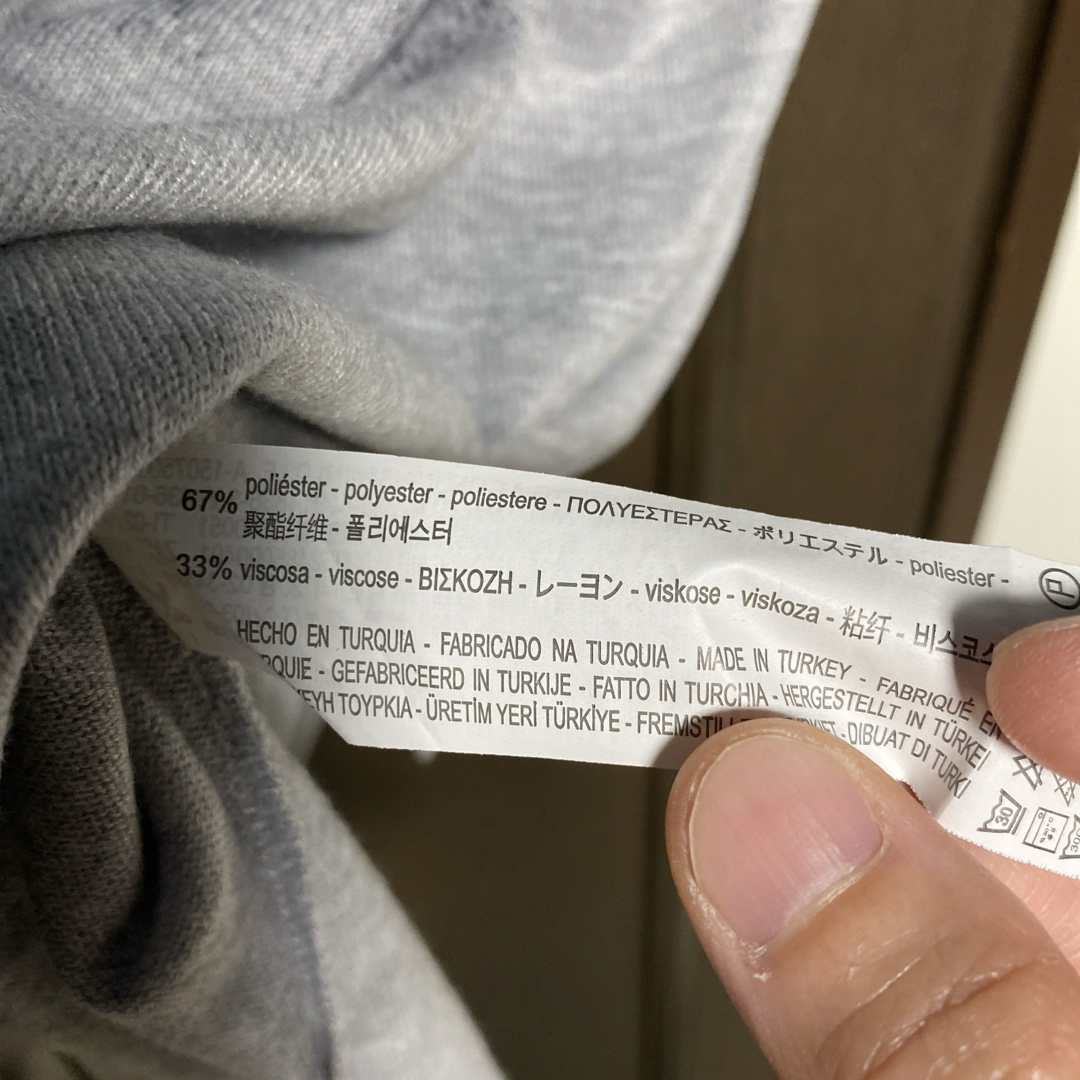 67% poliéster - polyester - poliestere - ΠΟΛΥΕΣΤΕΡΑΣ - ポリエステル - poliester -
聚酯纤维 - 폴리에스터
33% viscosa - viscose - ΒΙΣΚΟΖΗ - レーヨン - viskose - viskoza - 粘纤 - 비스코스
HECHO EN TURQUIA - FABRICADO NA TURQUIA - MADE IN TURKEY - FABRIQUÉ EN
- GEFABRICEERD IN TURKIJE - FATTO IN TURCHIA - HERGESTELLT IN TÜRKEI
ΤΟΥΡΚΙΑ - ÜRETİM YERİ TÜRKİYE - DIBUAT DI TURKI
P
30